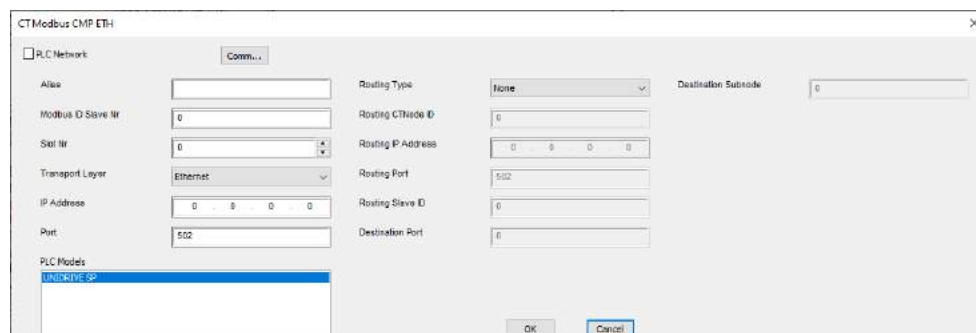 CT Modbus CMP ETH
PLC Network
Comm...
Alias
Modbus ID Slave Nr
0
Slot Nr
0
Transport Layer
Ethernet
IP Address
0 . 0 . 0 . 0
Port
502
PLC Models
UNIDRIVE SP
Routing Type
None
Routing CTNode ID
0
Routing IP Address
0 . 0 . 0 . 0
Routing Port
502
Routing Slave ID
0
Destination Port
0
Destination Subnode
0
OK
Cancel